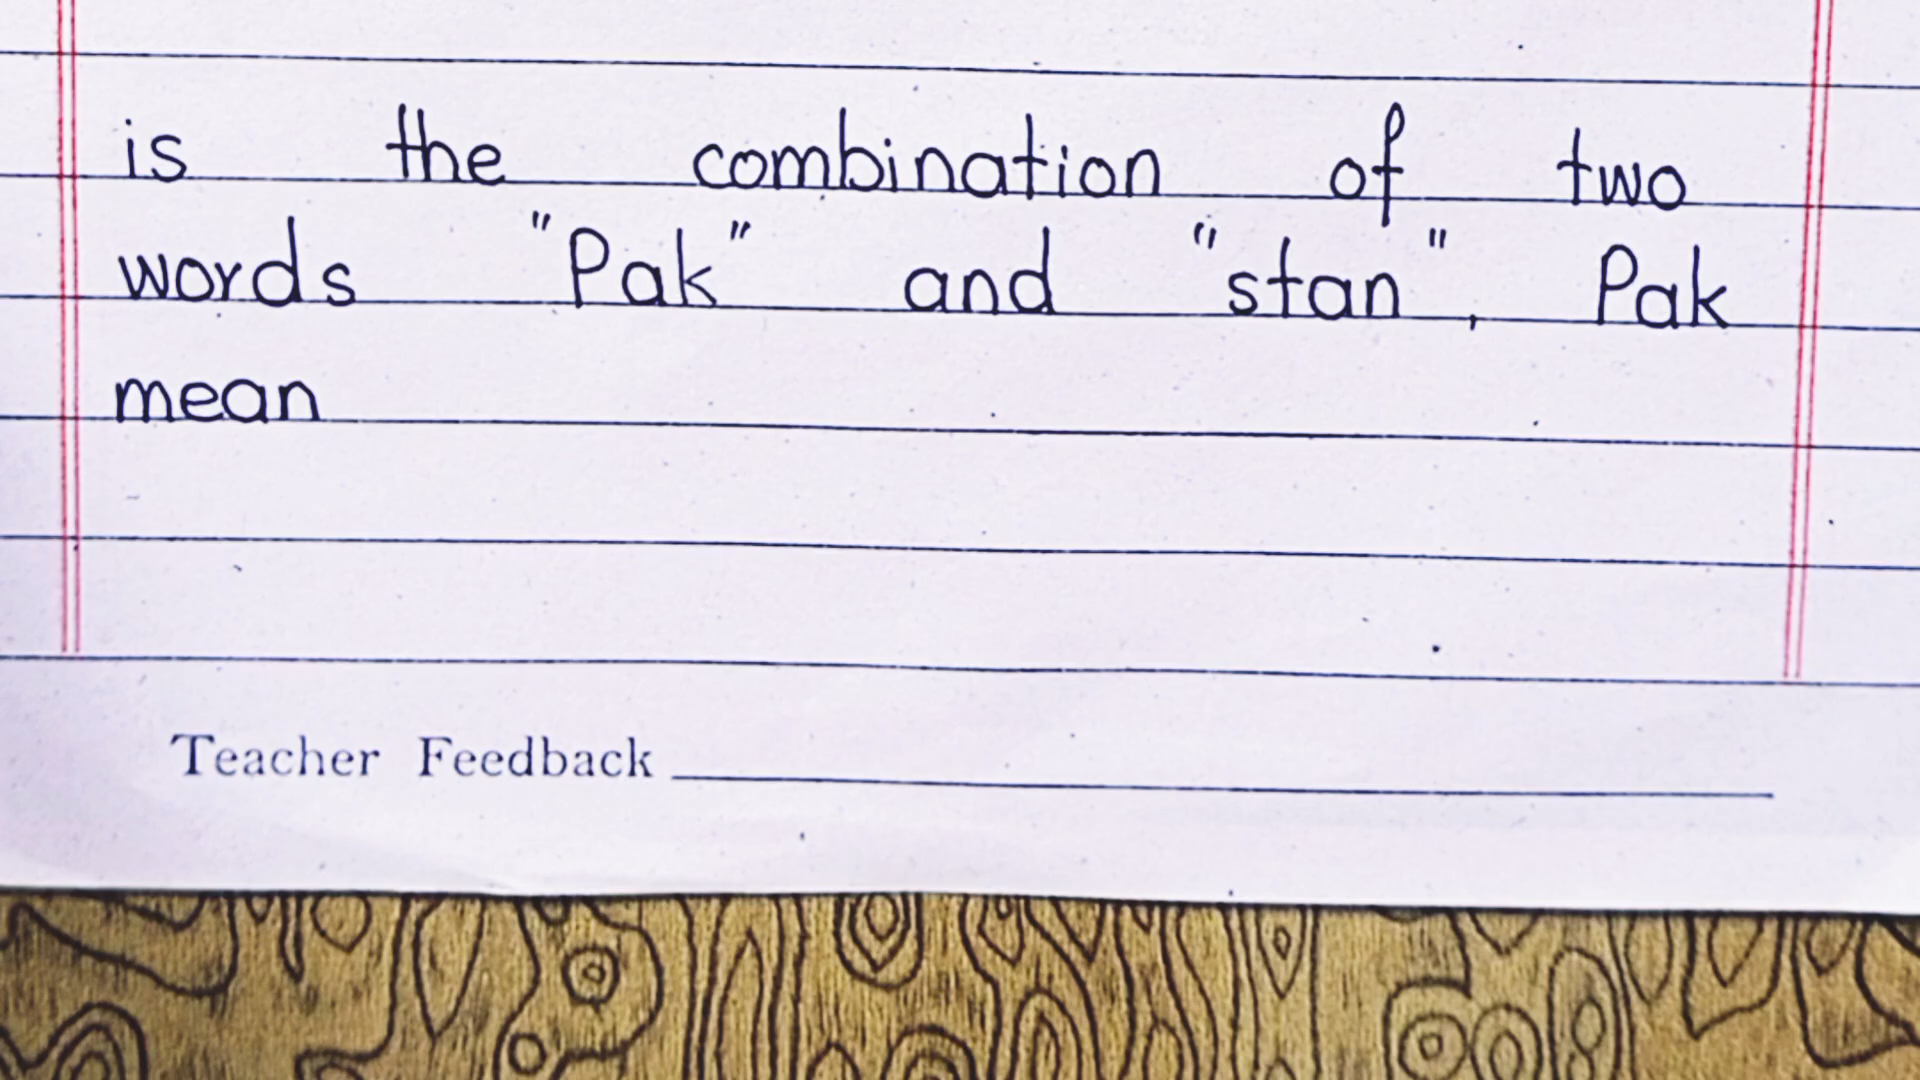 is the combination of two
words "Pak" and "stan", Pak
mean
Teacher Feedback